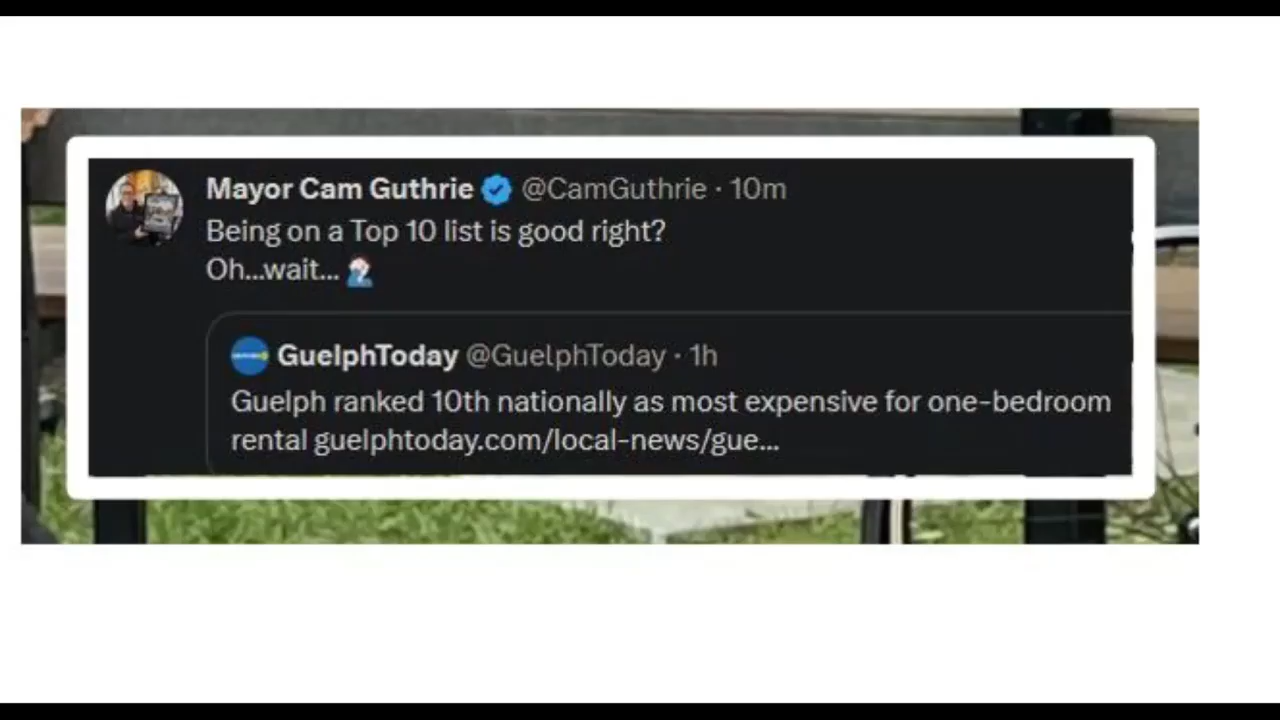 Mayor Cam Guthrie @CamGuthrie · 10m
Being on a Top 10 list is good right?
Oh...wait... 🤦‍♂️
GuelphToday @GuelphToday · 1h
Guelph ranked 10th nationally as most expensive for one-bedroom
rental guelphtoday.com/local-news/gue...